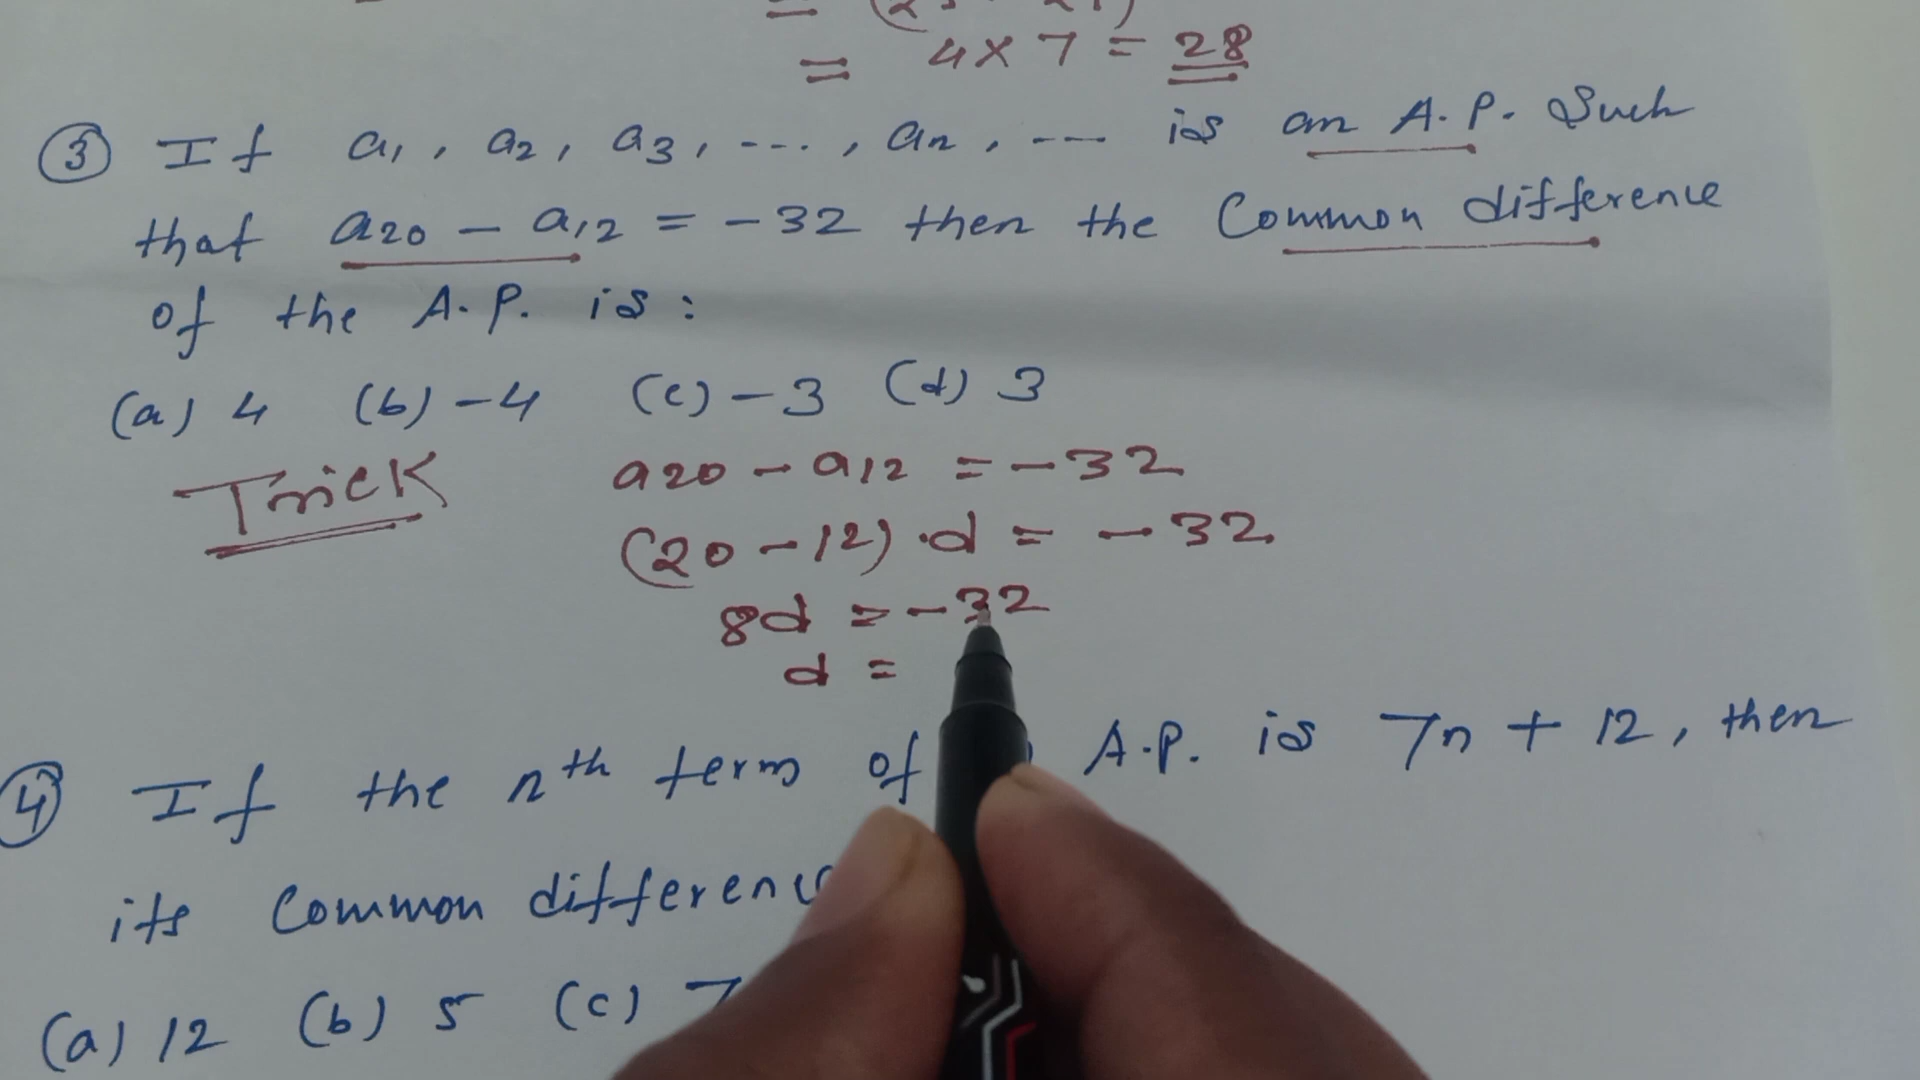 = 4 × 7 = 28
③ If a1, a2, a3, ---, an, --- is an A.P. Such
that a20 - a12 = -32 then the Common difference
of the A.P. is:
(a) 4 (b) -4 (c) -3 (d) 3
Trick
a20 - a12 = -32
(20 - 12) · d = -32
8d = -32
d =
④ If the nth term of A.P. is 7n + 12, then
its Common difference
(a) 12 (b) 5 (c) 7